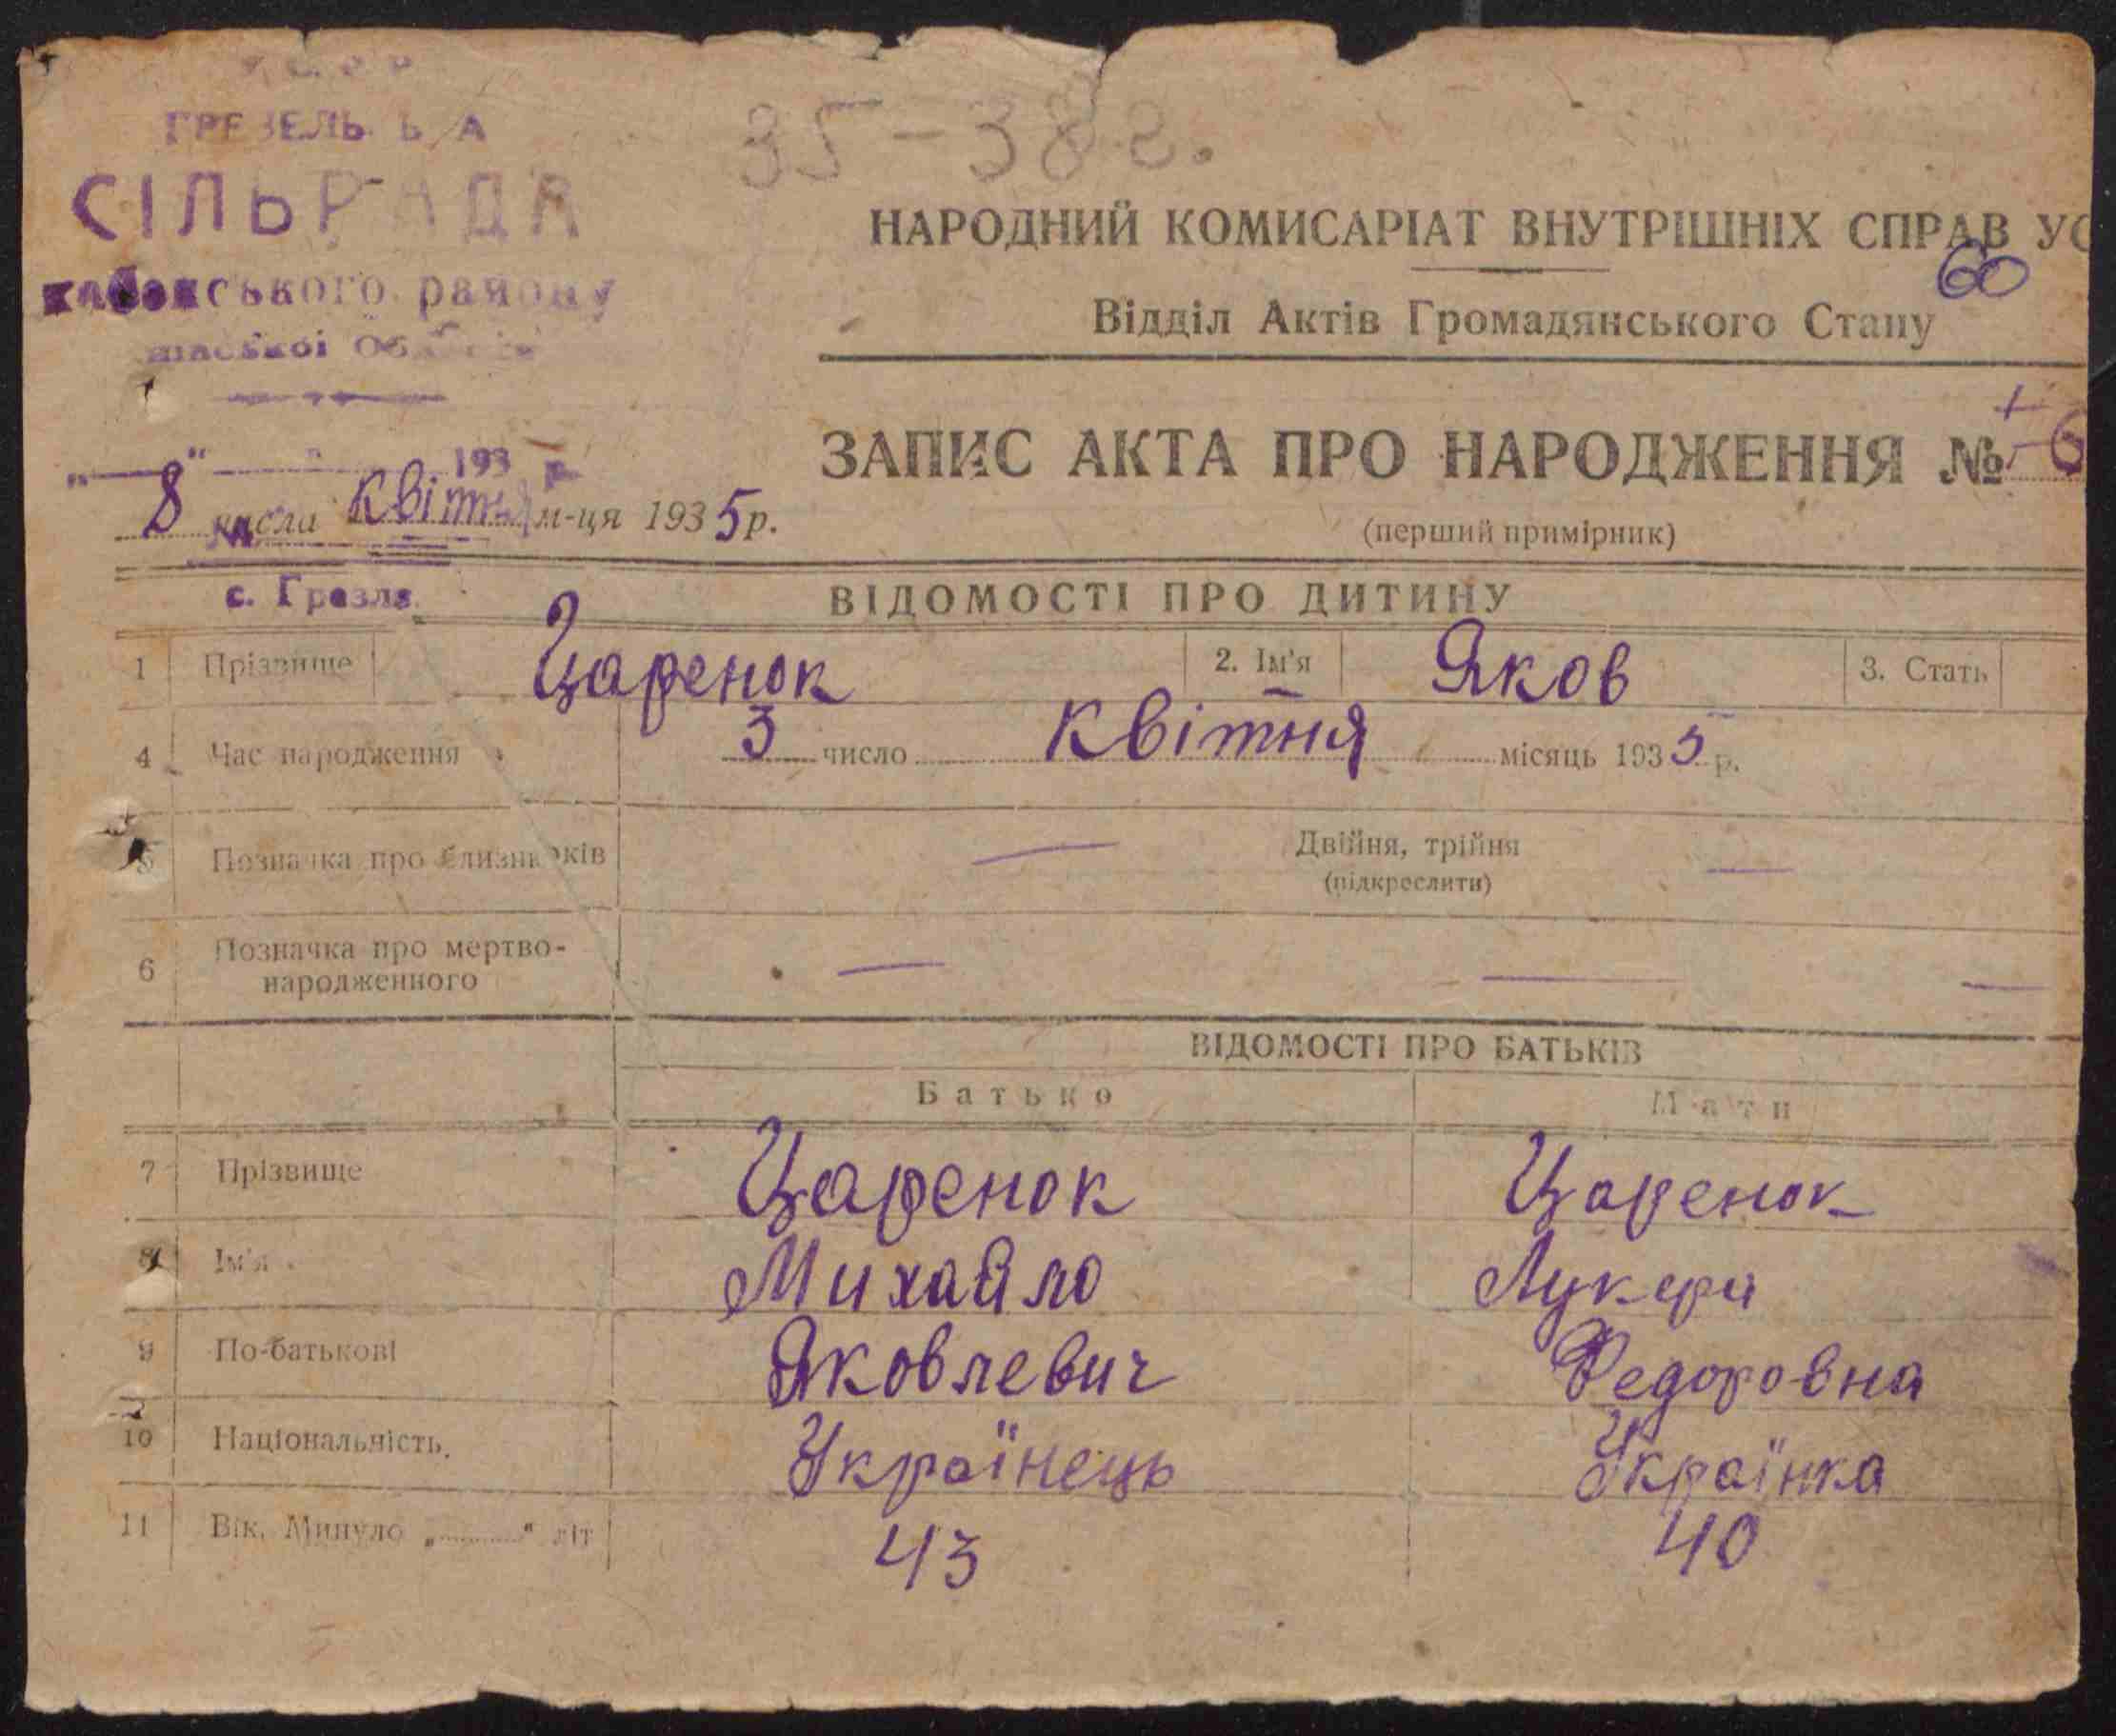 35-38 г.
СІЛЬРАДА
району
НАРОДНИЙ КОМИСАРІАТ ВНУТРІШНІХ СПРАВ УС
60
Відділ Актів Громадянського Стану
ЗАПИС АКТА ПРО НАРОДЖЕННЯ №
(перший примірник)
" " 193 р.
8 числа Квітня м-ця 1935 р.
с. Грезля
ВІДОМОСТІ ПРО ДИТИНУ
1 Прізвище Царенок 2. Ім'я Яков 3. Стать
4 Час народження 3 число Квітня місяць 1935 р.
5 Позначка про близнюків — Двійня, трійня —
(підкреслити)
6 Позначка про мертво-
народженного — — —
ВІДОМОСТІ ПРО БАТЬКІВ
Батько Мати
7 Прізвище Царенок Царенок
8 Ім'я Михайло Лукеря
9 По-батькові Яковлевич Федоровна
10 Національність Українець Українка
11 Вік. Минуло „ " літ 43 40